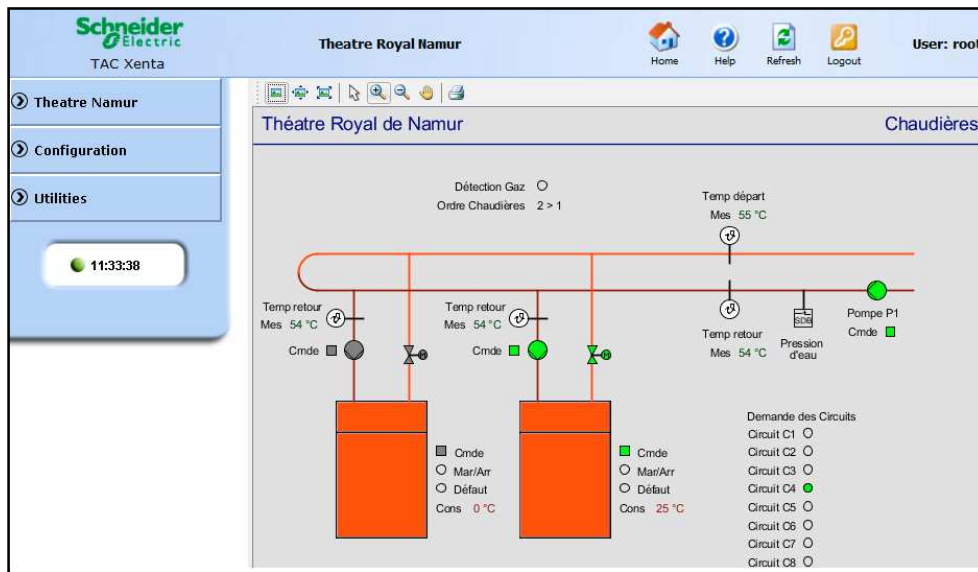 Schneider
Electric
TAC Xenta
Theatre Royal Namur
Home
Help
Refresh
Logout
User: root
Theatre Namur
Configuration
Utilities
11:33:38
Théatre Royal de Namur
Chaudières
Détection Gaz
Ordre Chaudières 2 > 1
Temp départ
Mes 55 °C
Temp retour
Mes 54 °C
Cmde
Temp retour
Mes 54 °C
Cmde
Temp retour
Mes 54 °C
SDB
Pression
d'eau
Pompe P1
Cmde
M
M
Cmde
Mar/Arr
Défaut
Cons 0 °C
Cmde
Mar/Arr
Défaut
Cons 25 °C
Demande des Circuits
Circuit C1
Circuit C2
Circuit C3
Circuit C4
Circuit C5
Circuit C6
Circuit C7
Circuit C8